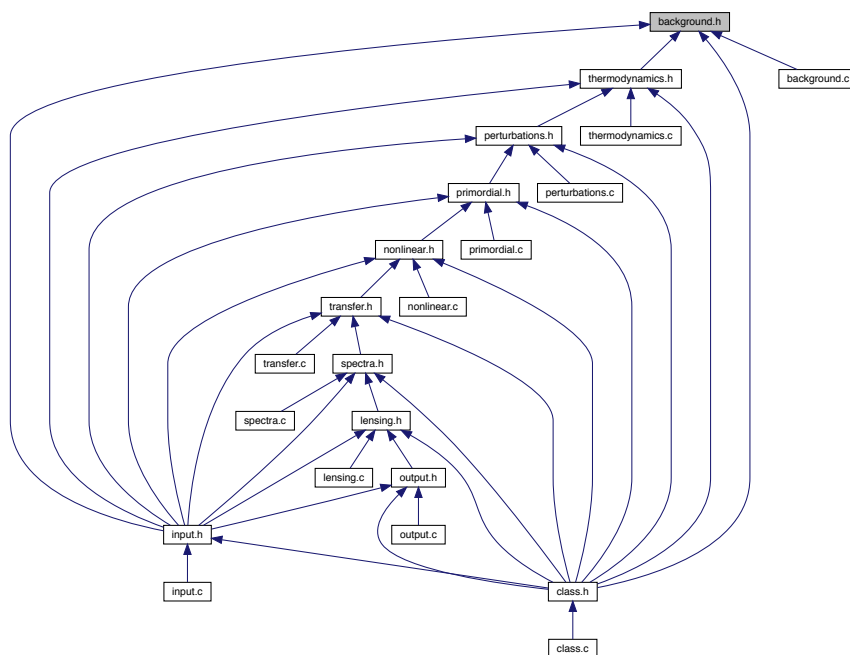 background.h
thermodynamics.h
background.c
perturbations.h
thermodynamics.c
primordial.h
perturbations.c
nonlinear.h
primordial.c
transfer.h
nonlinear.c
transfer.c
spectra.h
spectra.c
lensing.h
lensing.c
output.h
input.h
output.c
input.c
class.h
class.c